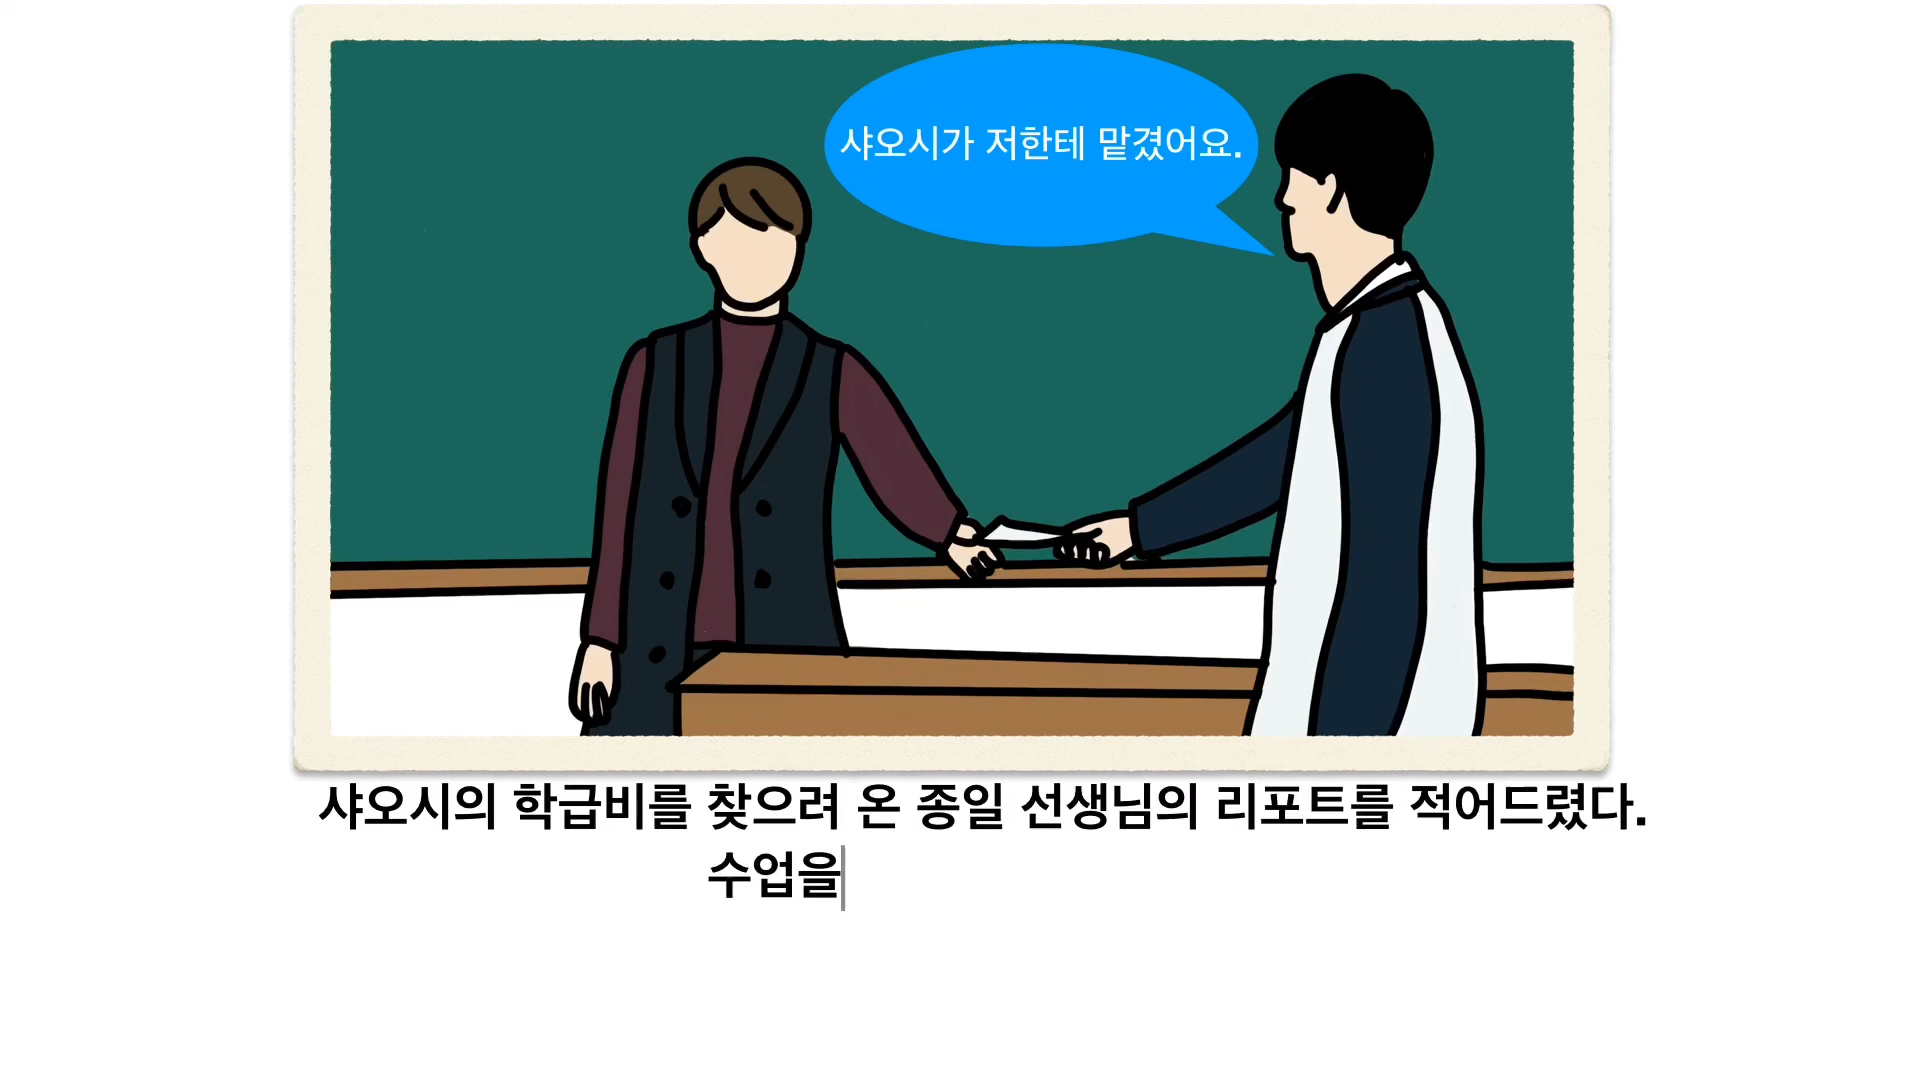 샤오시가 저한테 맡겼어요.
샤오시의 학급비를 찾으려 온 종일 선생님의 리포트를 적어드렸다.
수업을